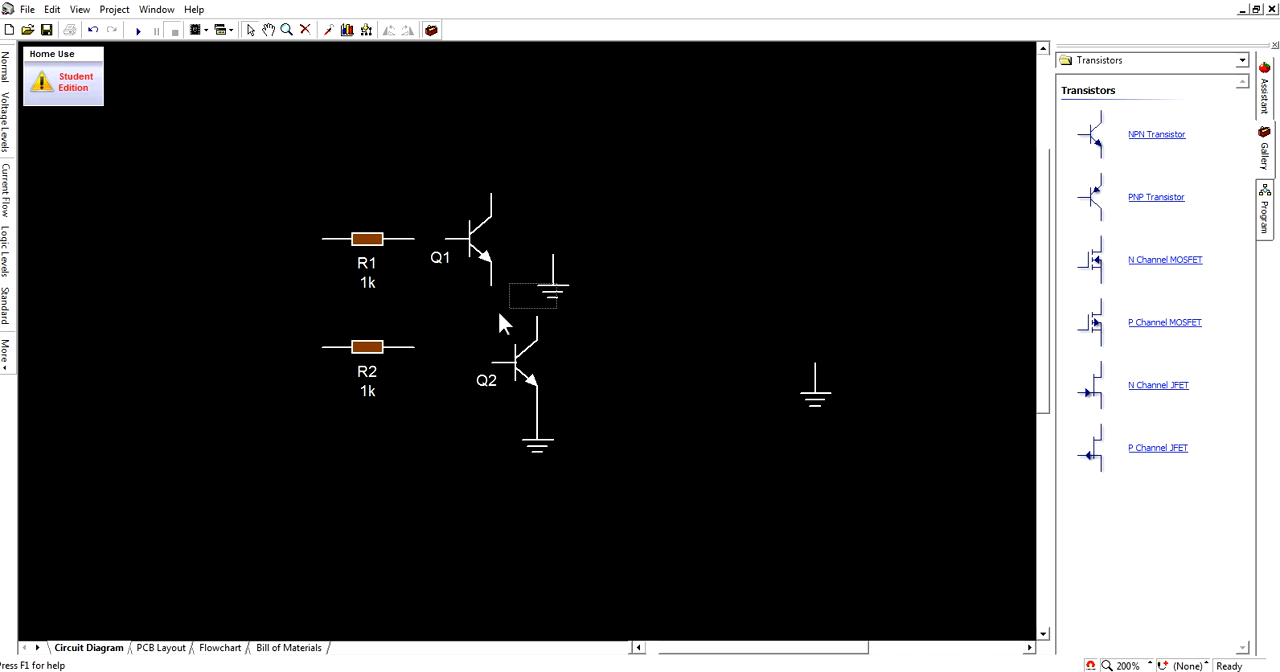 File Edit View Project Window Help
Home Use
Student
Edition
Normal
Voltage Levels
Current Flow
Logic Levels
Standard
More
Q1
R1
1k
Q2
R2
1k
Transistors
Transistors
NPN Transistor
PNP Transistor
N Channel MOSFET
P Channel MOSFET
N Channel JFET
P Channel JFET
Assistant
Gallery
Program
Circuit Diagram PCB Layout Flowchart Bill of Materials
Press F1 for help
200% (None) Ready